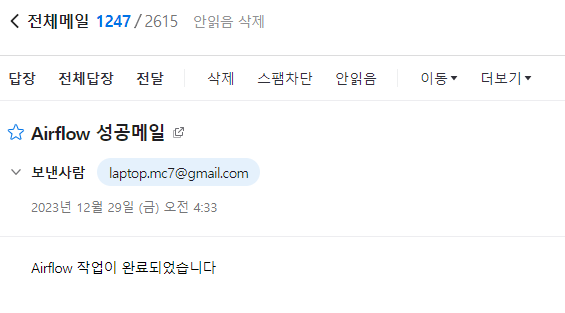 전체메일 1247 / 2615 안읽음 삭제
답장 전체답장 전달 삭제 스팸차단 안읽음 이동 더보기
Airflow 성공메일
보낸사람 laptop.mc7@gmail.com
2023년 12월 29일 (금) 오전 4:33
Airflow 작업이 완료되었습니다